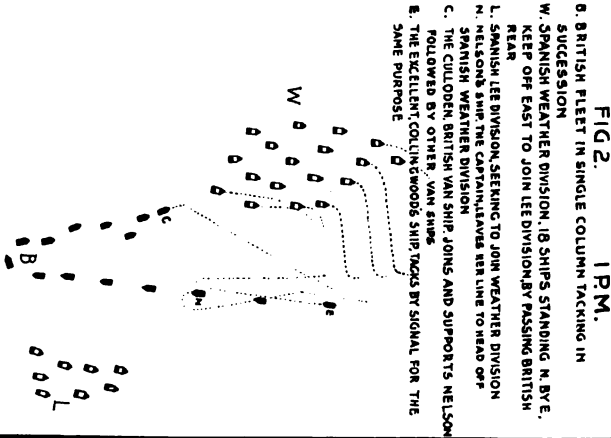 FIG 2. 1 P.M.
B. BRITISH FLEET IN SINGLE COLUMN TACKING IN
SUCCESSION
W. SPANISH WEATHER DIVISION, 18 SHIPS STANDING N. BY E,
KEEP OFF EAST TO JOIN LEE DIVISION, BY PASSING BRITISH
REAR
L. SPANISH LEE DIVISION, SEEKING TO JOIN WEATHER DIVISION
N. NELSON'S SHIP, THE CAPTAIN, LEAVES HER LINE TO HEAD OFF
SPANISH WEATHER DIVISION
C. THE CULLODEN, BRITISH VAN SHIP, JOINS AND SUPPORTS NELSON
FOLLOWED BY OTHER VAN SHIPS
E. THE EXCELLENT, COLLINGWOODS SHIP, TACKS BY SIGNAL FOR THE
SAME PURPOSE
W
C
B
N
E
L